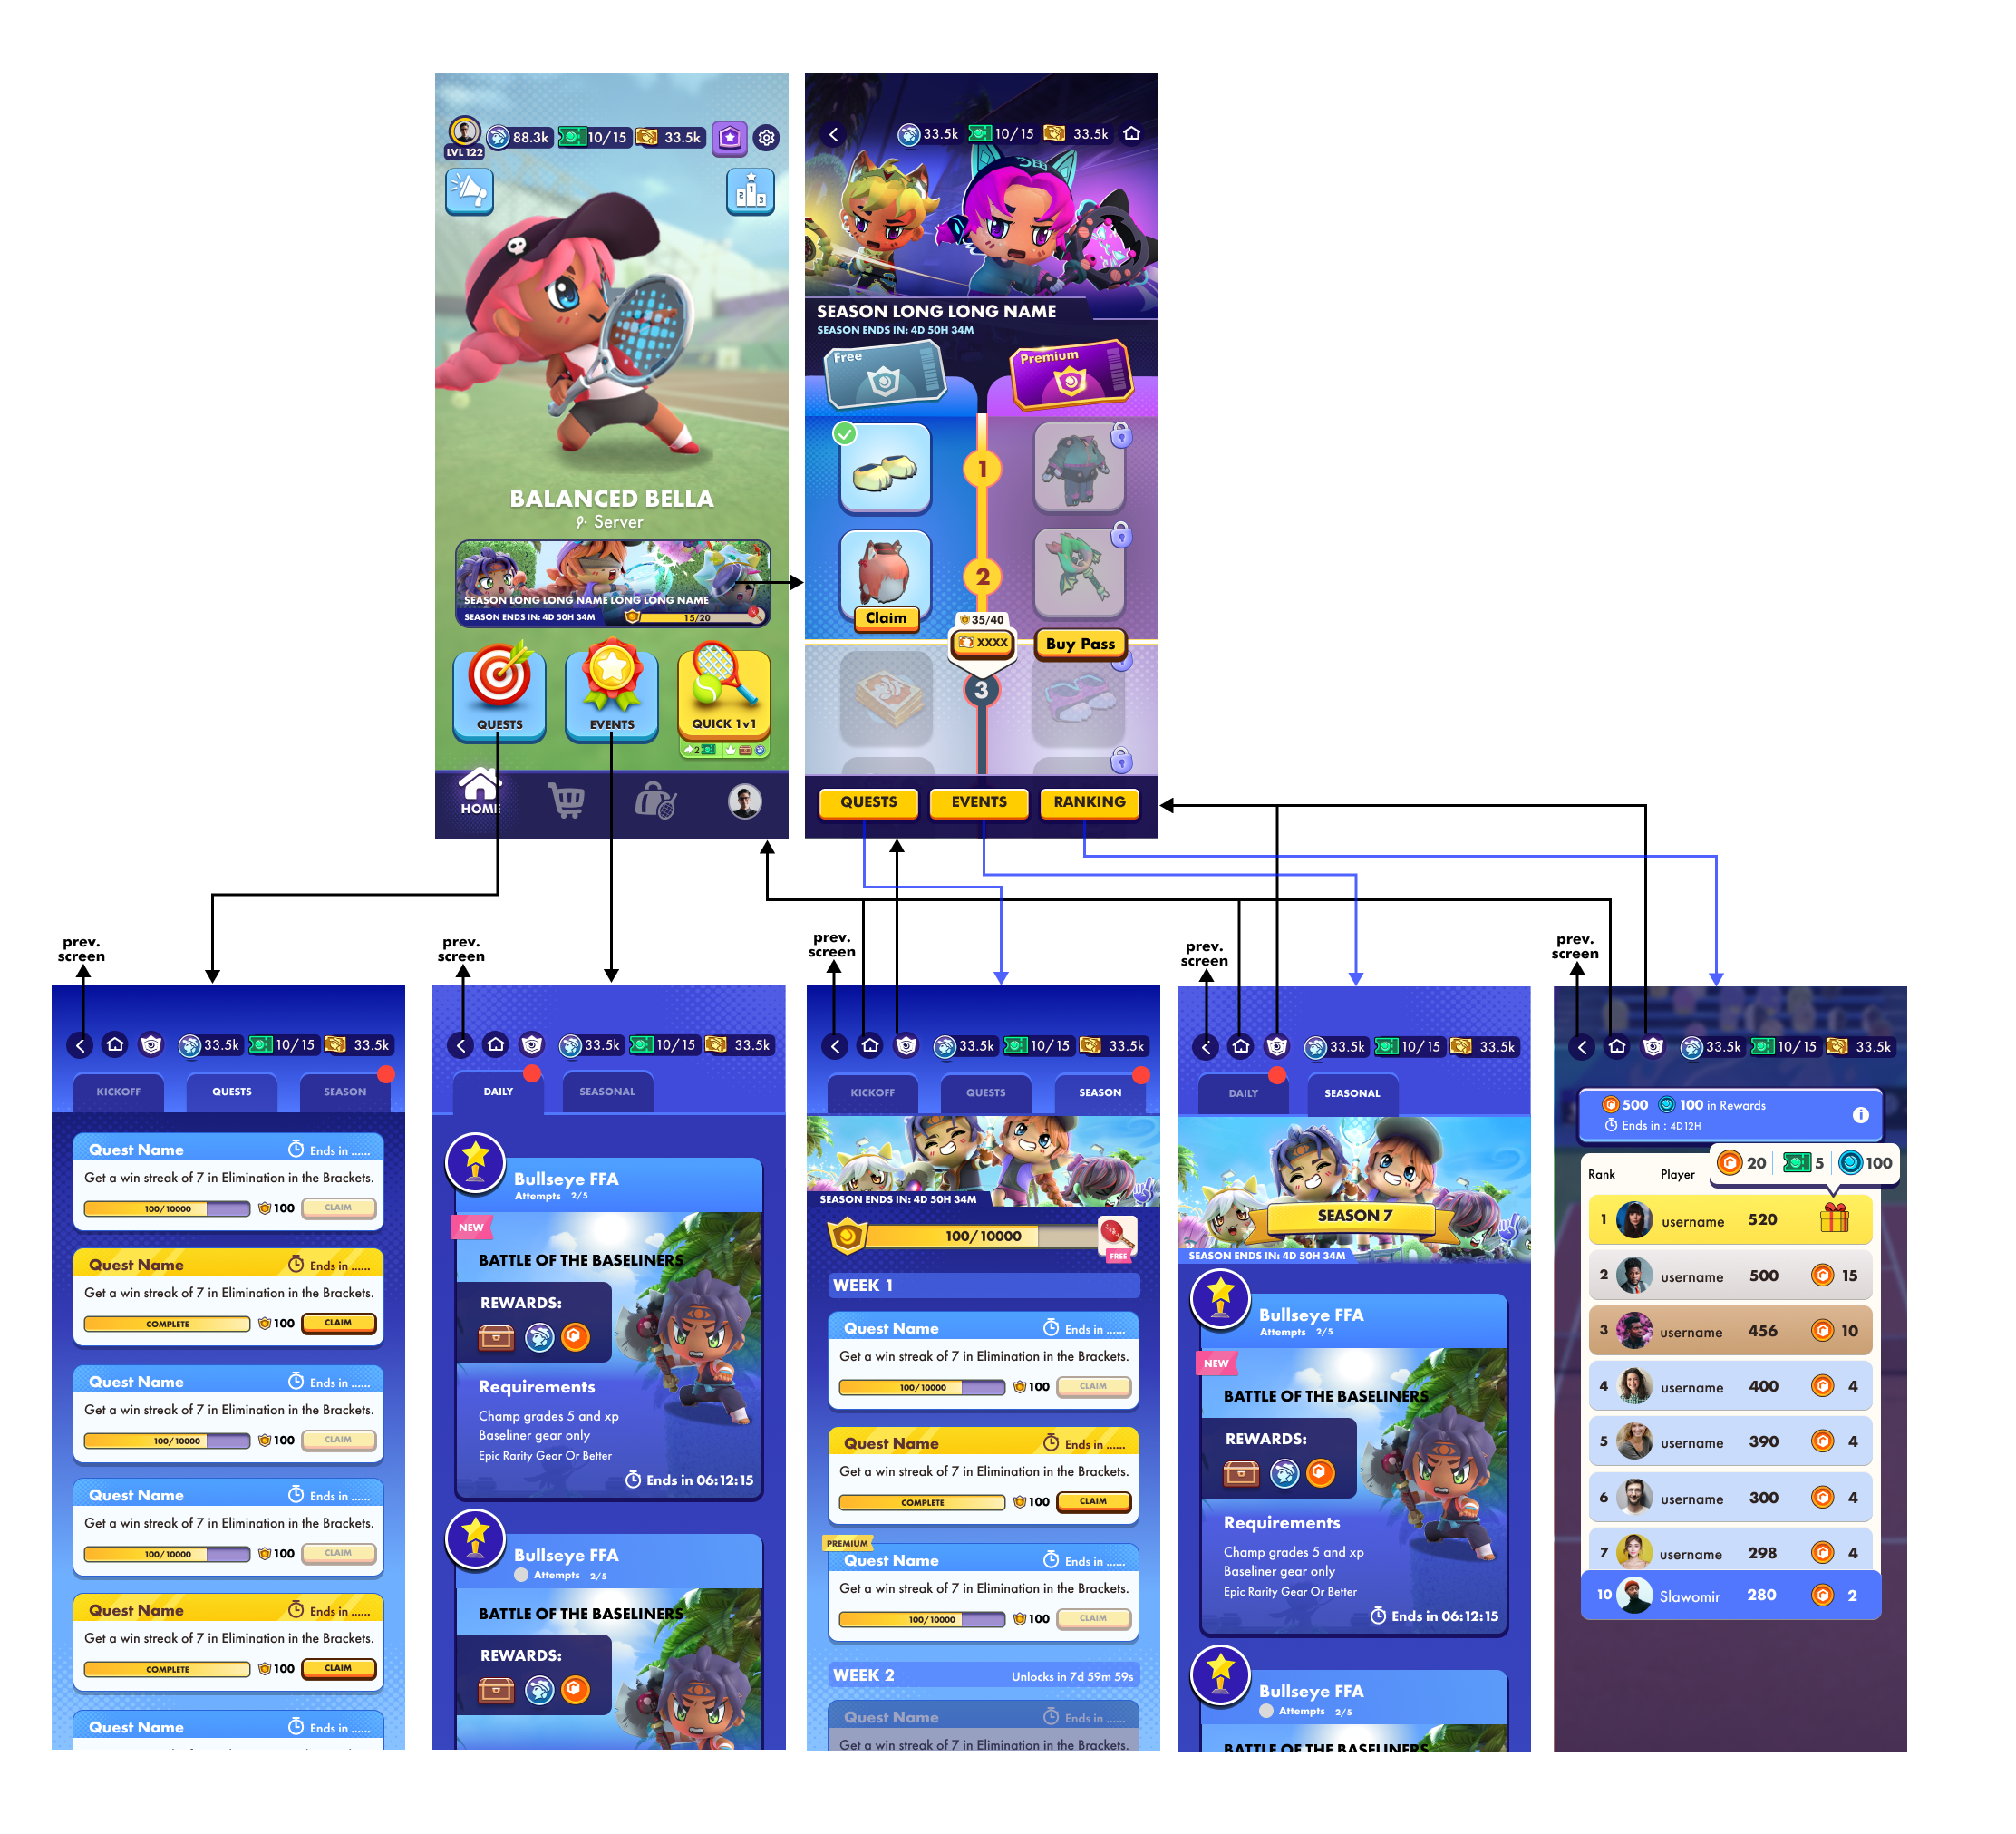 LVL 122
88.3k
10/15
33.5k
BALANCED BELLA
Server
SEASON LONG LONG NAME LONG LONG NAME
SEASON ENDS IN: 4D 50H 34M
15/20
QUESTS
EVENTS
QUICK 1v1
2
HOME
33.5k
10/15
33.5k
SEASON LONG LONG NAME
SEASON ENDS IN: 4D 50H 34M
Free
Premium
1
2
Claim
35/40
XXXX
Buy Pass
3
QUESTS
EVENTS
RANKING
prev.
screen
33.5k
10/15
33.5k
KICKOFF
QUESTS
SEASON
Quest Name
Ends in ......
Get a win streak of 7 in Elimination in the Brackets.
100/10000
100
CLAIM
Quest Name
Ends in ......
Get a win streak of 7 in Elimination in the Brackets.
COMPLETE
100
CLAIM
Quest Name
Ends in ......
Get a win streak of 7 in Elimination in the Brackets.
100/10000
100
CLAIM
Quest Name
Ends in ......
Get a win streak of 7 in Elimination in the Brackets.
100/10000
100
CLAIM
Quest Name
Ends in ......
Get a win streak of 7 in Elimination in the Brackets.
COMPLETE
100
CLAIM
Quest Name
Ends in ......
prev.
screen
33.5k
10/15
33.5k
DAILY
SEASONAL
Bullseye FFA
Attempts 2/5
NEW
BATTLE OF THE BASELINERS
REWARDS:
Requirements
Champ grades 5 and xp
Baseliner gear only
Epic Rarity Gear Or Better
Ends in 06:12:15
Bullseye FFA
Attempts 2/5
BATTLE OF THE BASELINERS
REWARDS:
prev.
screen
33.5k
10/15
33.5k
KICKOFF
QUESTS
SEASON
SEASON ENDS IN: 4D 50H 34M
100/10000
FREE
WEEK 1
Quest Name
Ends in ......
Get a win streak of 7 in Elimination in the Brackets.
100/10000
100
CLAIM
Quest Name
Ends in ......
Get a win streak of 7 in Elimination in the Brackets.
COMPLETE
100
CLAIM
PREMIUM
Quest Name
Ends in ......
Get a win streak of 7 in Elimination in the Brackets.
100/10000
100
CLAIM
WEEK 2
Unlocks in 7d 59m 59s
Quest Name
Ends in ......
Get a win streak of 7 in Elimination in the Brackets.
prev.
screen
33.5k
10/15
33.5k
DAILY
SEASONAL
SEASON 7
SEASON ENDS IN: 4D 50H 34M
Bullseye FFA
Attempts 2/5
NEW
BATTLE OF THE BASELINERS
REWARDS:
Requirements
Champ grades 5 and xp
Baseliner gear only
Epic Rarity Gear Or Better
Ends in 06:12:15
Bullseye FFA
Attempts 2/5
BATTLE OF THE BASELINERS
prev.
screen
33.5k
10/15
33.5k
500
100 in Rewards
Ends in : 4D12H
20
5
100
Rank
Player
1 username 520
2 username 500 15
3 username 456 10
4 username 400 4
5 username 390 4
6 username 300 4
7 username 298 4
10 Slawomir 280 2